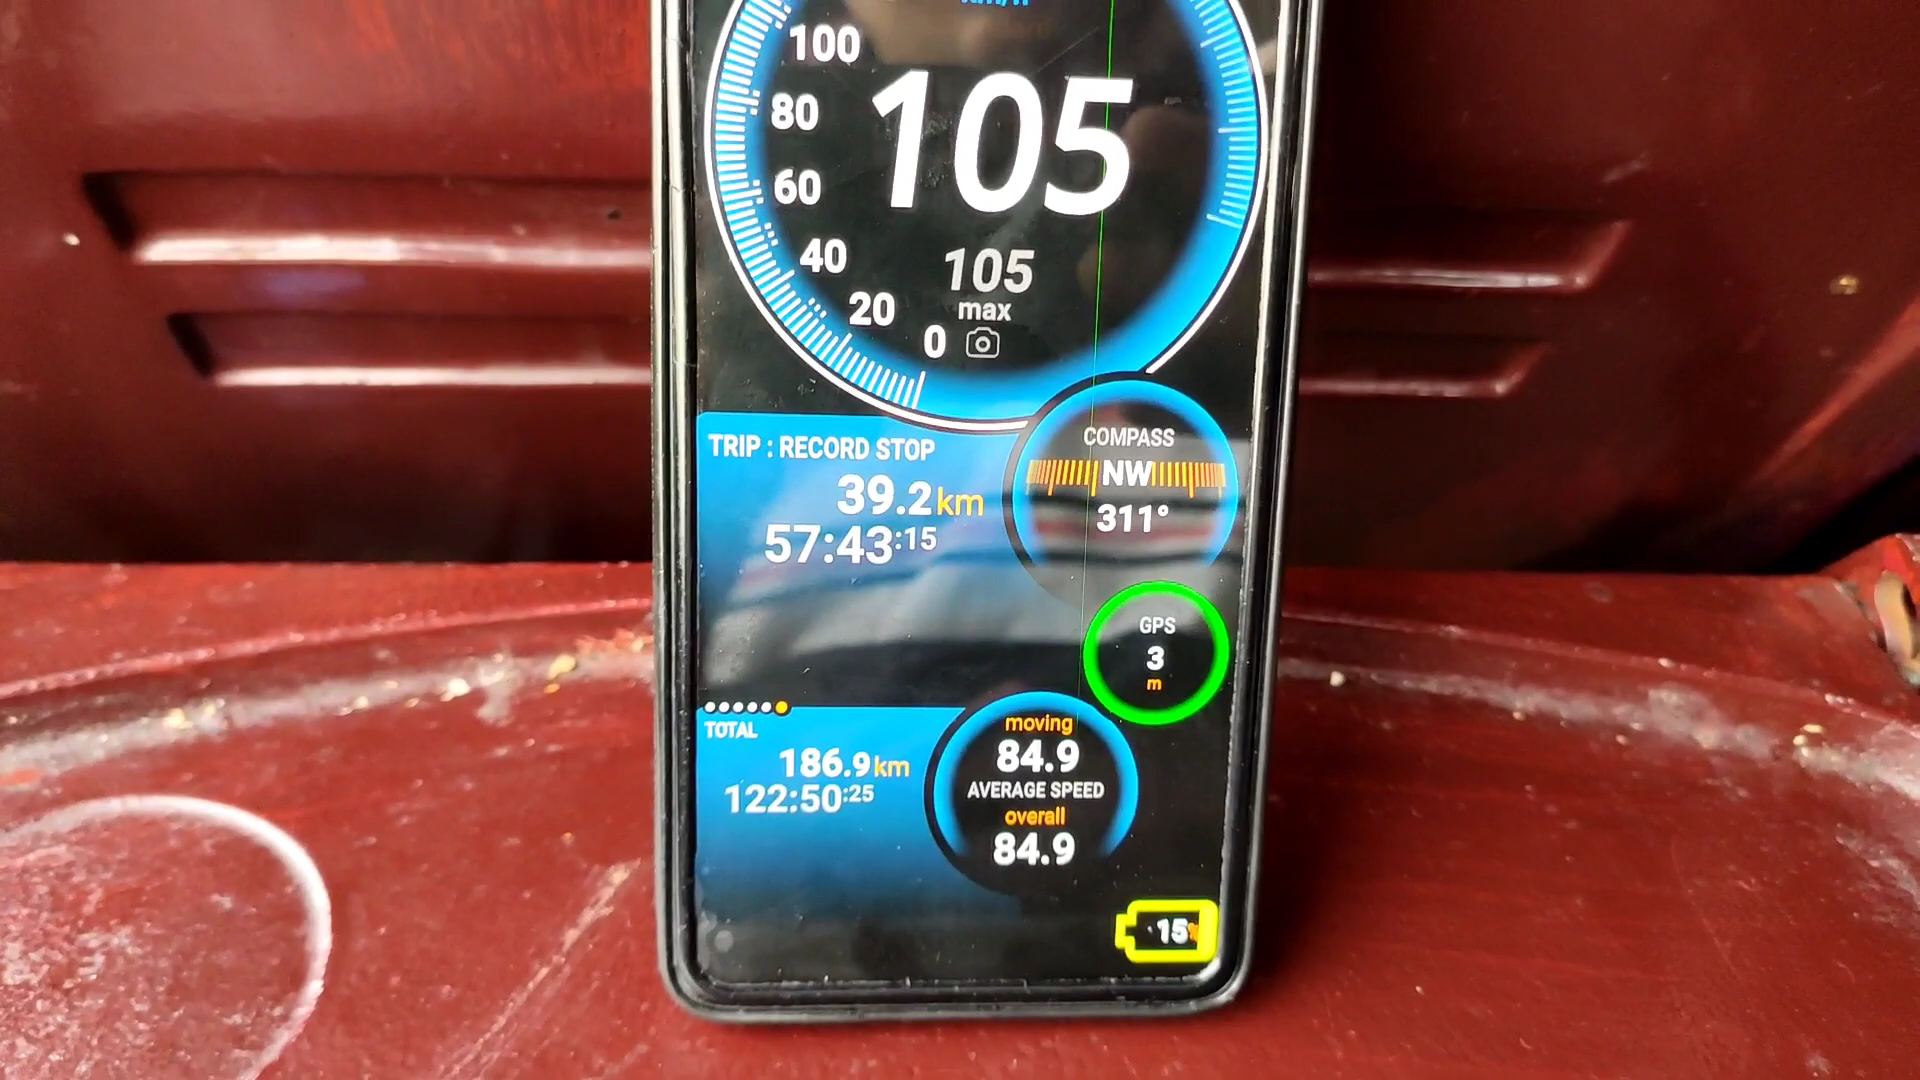 km/h
100
105
80
60
40
105
20
max
0
TRIP : RECORD STOP
39.2km
57:43:15
COMPASS
NW
311°
GPS
3
m
TOTAL
186.9km
122:50:25
moving
84.9
AVERAGE SPEED
overall
84.9
15%